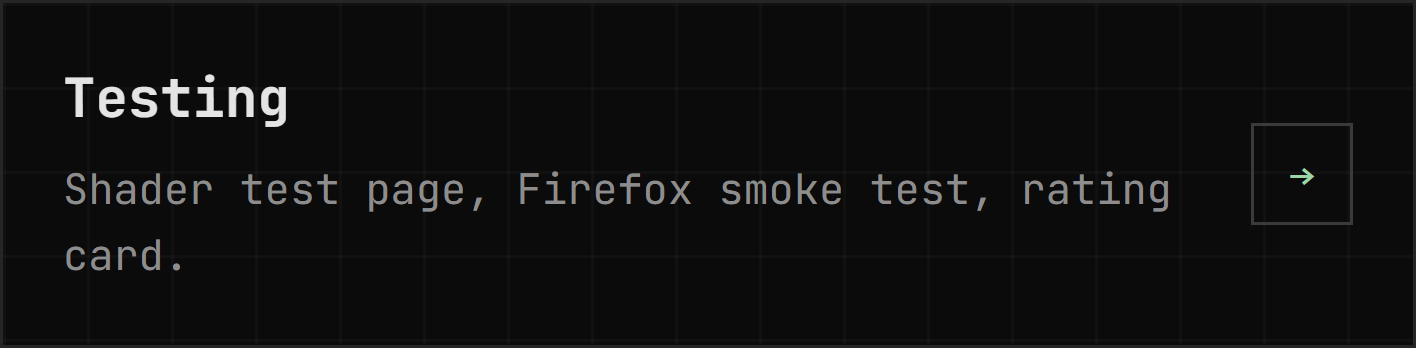 Testing
Shader test page, Firefox smoke test, rating
card.
→